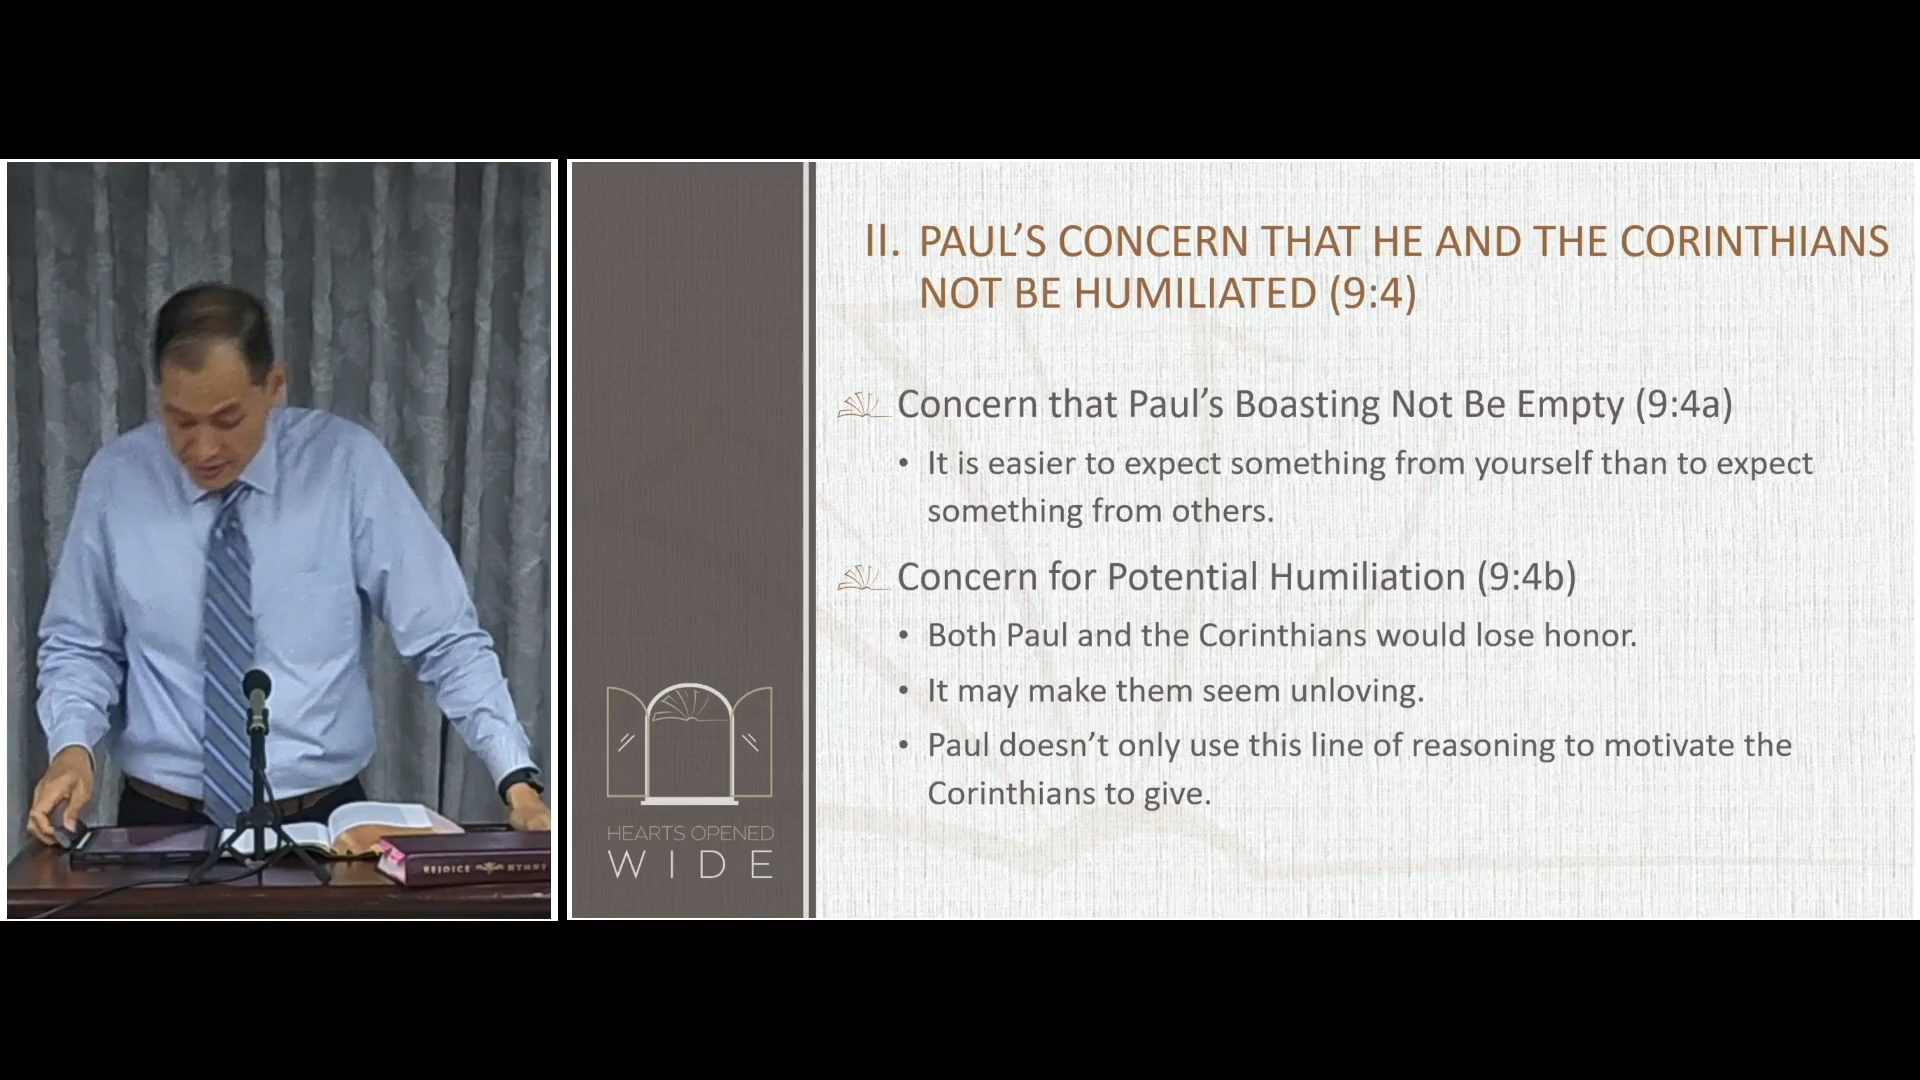 II. PAUL’S CONCERN THAT HE AND THE CORINTHIANS
NOT BE HUMILIATED (9:4)
Concern that Paul’s Boasting Not Be Empty (9:4a)
• It is easier to expect something from yourself than to expect
something from others.
Concern for Potential Humiliation (9:4b)
• Both Paul and the Corinthians would lose honor.
• It may make them seem unloving.
• Paul doesn’t only use this line of reasoning to motivate the
Corinthians to give.
HEARTS OPENED
WIDE
REJOICE HYMNS